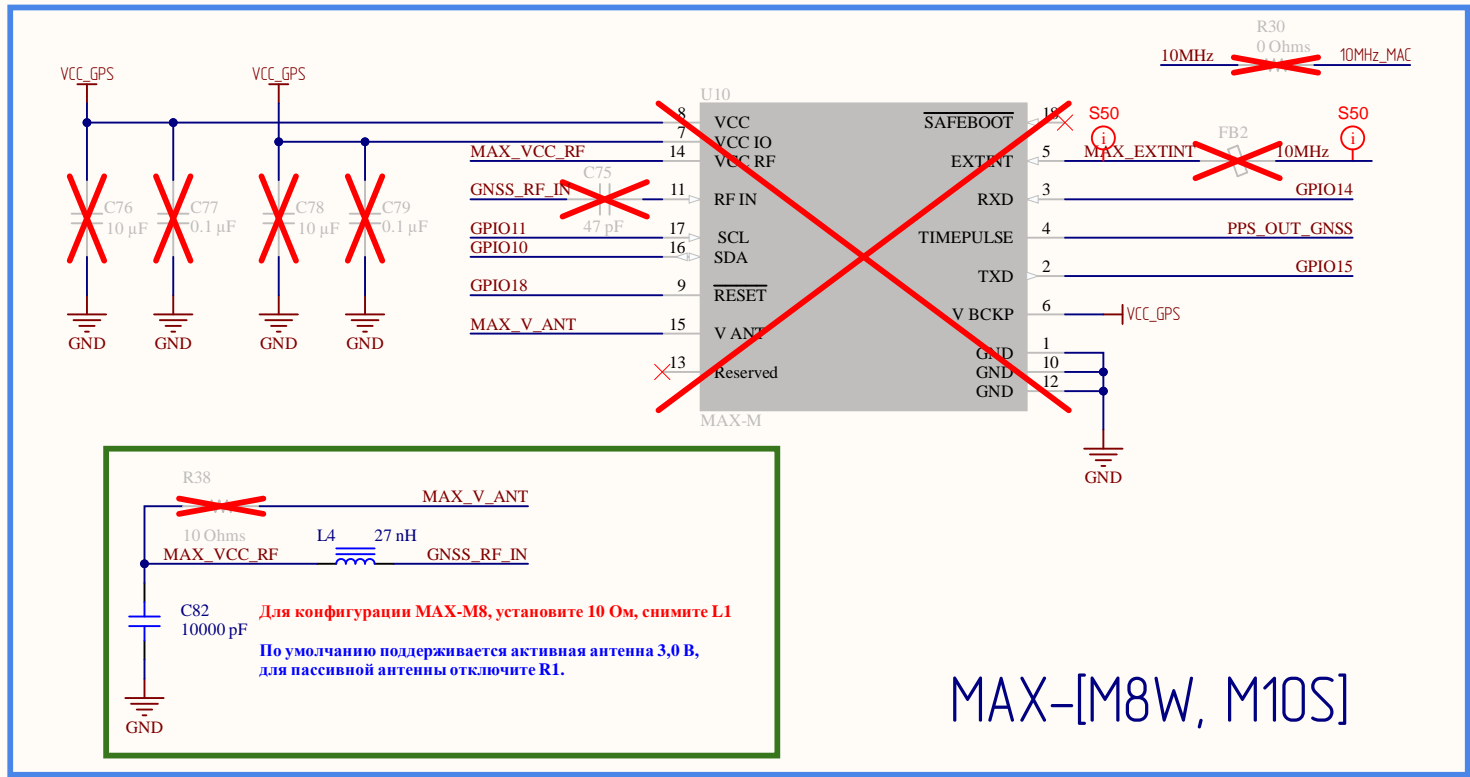 R30
0 Ohms
10MHz
10MHz_MAC
VCC_GPS
VCC_GPS
U10
8
VCC
7
VCC IO
MAX_VCC_RF
14
VCC RF
C75
GNSS_RF_IN
11
RF IN
47 pF
GPIO11
17
SCL
GPIO10
16
SDA
GPIO18
9
RESET
MAX_V_ANT
15
V ANT
13
Reserved
MAX-M
SAFEBOOT
18
S50
S50
i
i
FB2
EXTINT
5
MAX_EXTINT
10MHz
RXD
3
GPIO14
TIMEPULSE
4
PPS_OUT_GNSS
TXD
2
GPIO15
V BCKP
6
VCC_GPS
GND
1
GND
10
GND
12
GND
C76
10 µF
C77
0.1 µF
C78
10 µF
C79
0.1 µF
GND
GND
GND
GND
R38
MAX_V_ANT
10 Ohms
L4
27 nH
MAX_VCC_RF
GNSS_RF_IN
C82
10000 pF
Для конфигурации MAX-M8, установите 10 Ом, снимите L1
По умолчанию поддерживается активная антенна 3,0 В,
для пассивной антенны отключите R1.
GND
MAX-[M8W, M10S]